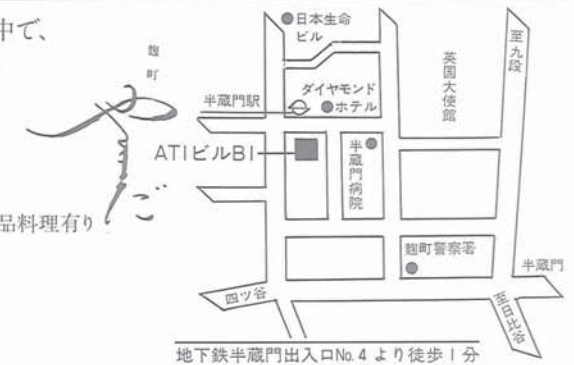 中で、
麹町
ご
品料理有り
日本生命
ビル
至九段
英国大使館
ダイヤモンド
ホテル
半蔵門駅
ATIビルB1
半蔵門病院
麹町警察署
半蔵門
四ツ谷
至日比谷
地下鉄半蔵門出入口No.4より徒歩1分